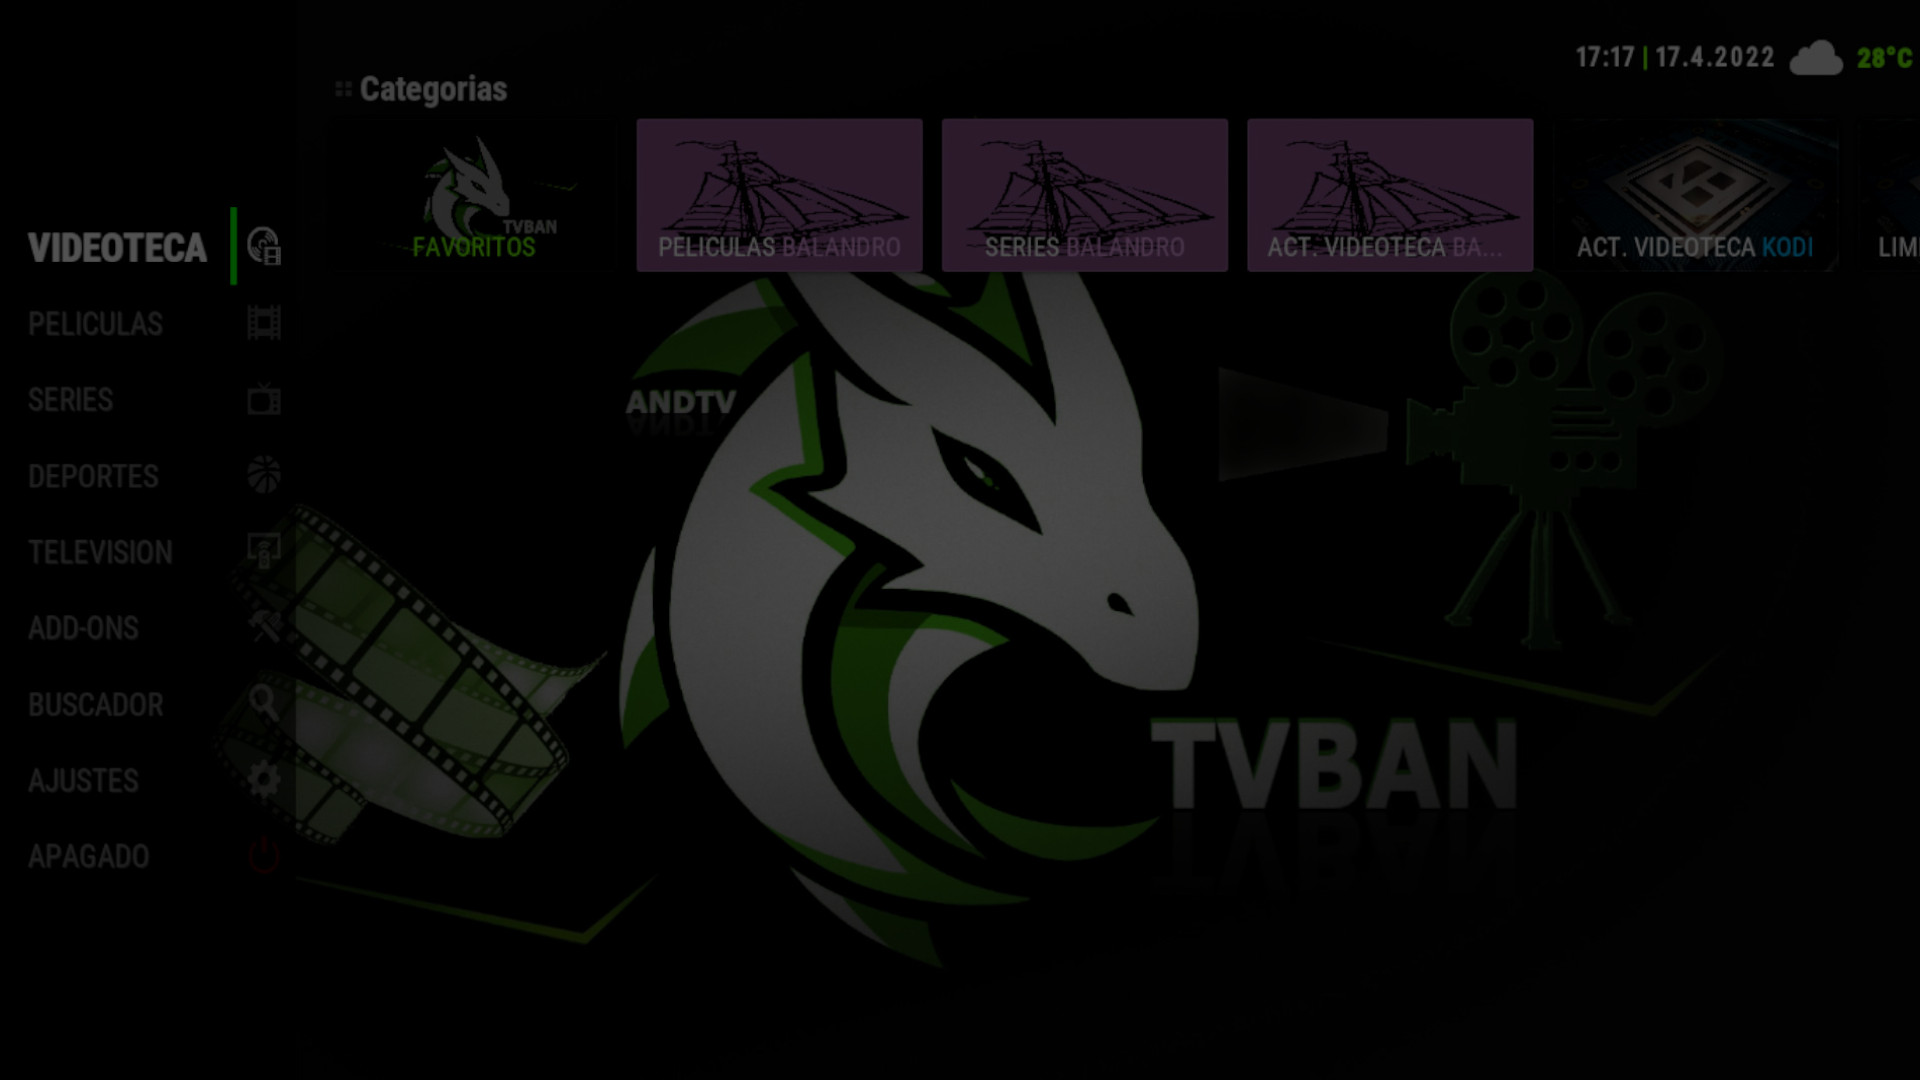 17:17 | 17.4.2022 28°C
Categorias
TVBAN
FAVORITOS
PELICULAS BALANDRO
SERIES BALANDRO
ACT. VIDEOTECA BA...
ACT. VIDEOTECA KODI
LIM
VIDEOTECA
PELICULAS
SERIES
DEPORTES
TELEVISION
ADD-ONS
BUSCADOR
AJUSTES
APAGADO
ANDTV
TVBAN